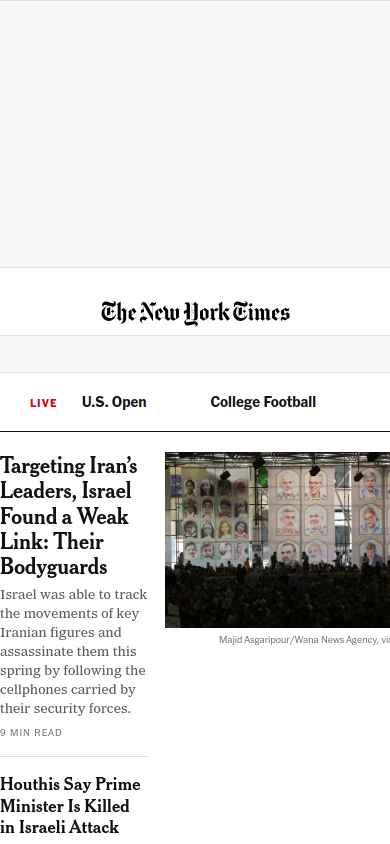 The New York Times
LIVE
U.S. Open
College Football
Targeting Iran's
Leaders, Israel
Found a Weak
Link: Their
Bodyguards
Israel was able to track
the movements of key
Iranian figures and
assassinate them this
spring by following the
cellphones carried by
their security forces.
9 MIN READ
Majid Asgaripour/Wana News Agency, via
Houthis Say Prime
Minister Is Killed
in Israeli Attack